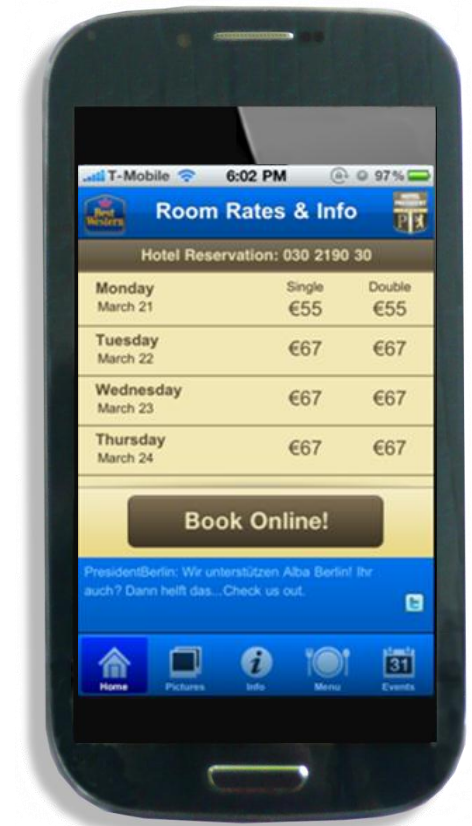 T-Mobile 6:02 PM 97%
Best Western
Room Rates & Info
HOTEL PRESIDENT
Hotel Reservation: 030 2190 30
Single Double
Monday
March 21 €55 €55
Tuesday
March 22 €67 €67
Wednesday
March 23 €67 €67
Thursday
March 24 €67 €67
Book Online!
PresidentBerlin: Wir unterstützen Alba Berlin! Ihr
auch? Dann helft das...Check us out.
t
31
Home Pictures Info Menu Events